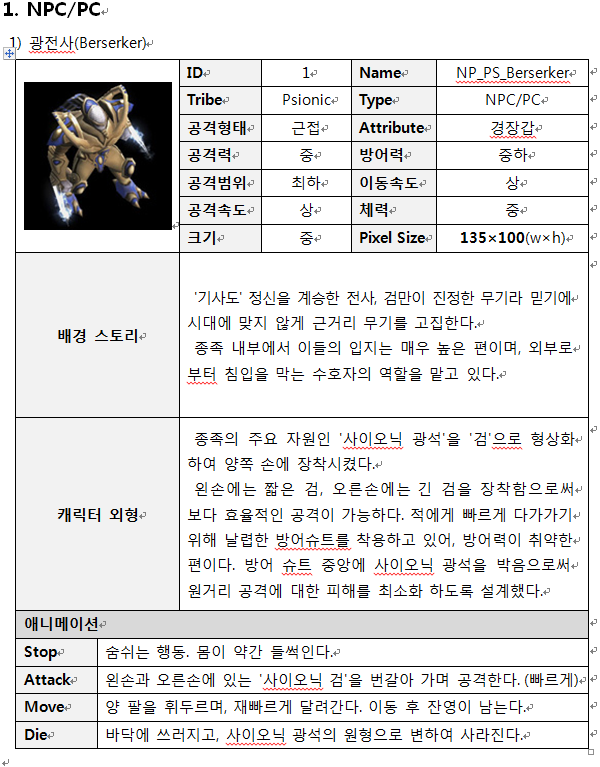 1. NPC/PC
1) 광전사(Berserker)
ID 1 Name NP_PS_Berserker
Tribe Psionic Type NPC/PC
공격형태 근접 Attribute 경장갑
공격력 중 방어력 중하
공격범위 최하 이동속도 상
공격속도 상 체력 중
크기 중 Pixel Size 135×100(w×h)
배경 스토리
'기사도' 정신을 계승한 전사, 검만이 진정한 무기라 믿기에
시대에 맞지 않게 근거리 무기를 고집한다.
종족 내부에서 이들의 입지는 매우 높은 편이며, 외부로
부터 침입을 막는 수호자의 역할을 맡고 있다.
캐릭터 외형
종족의 주요 자원인 '사이오닉 광석'을 '검'으로 형상화
하여 양쪽 손에 장착시켰다.
왼손에는 짧은 검, 오른손에는 긴 검을 장착함으로써
보다 효율적인 공격이 가능하다. 적에게 빠르게 다가가기
위해 날렵한 방어슈트를 착용하고 있어, 방어력이 취약한
편이다. 방어 슈트 중앙에 사이오닉 광석을 박음으로써
원거리 공격에 대한 피해를 최소화 하도록 설계했다.
애니메이션
Stop 숨쉬는 행동. 몸이 약간 들썩인다.
Attack 왼손과 오른손에 있는 '사이오닉 검'을 번갈아 가며 공격한다. (빠르게)
Move 양 팔을 휘두르며, 재빠르게 달려간다. 이동 후 잔영이 남는다.
Die 바닥에 쓰러지고, 사이오닉 광석의 원형으로 변하여 사라진다.